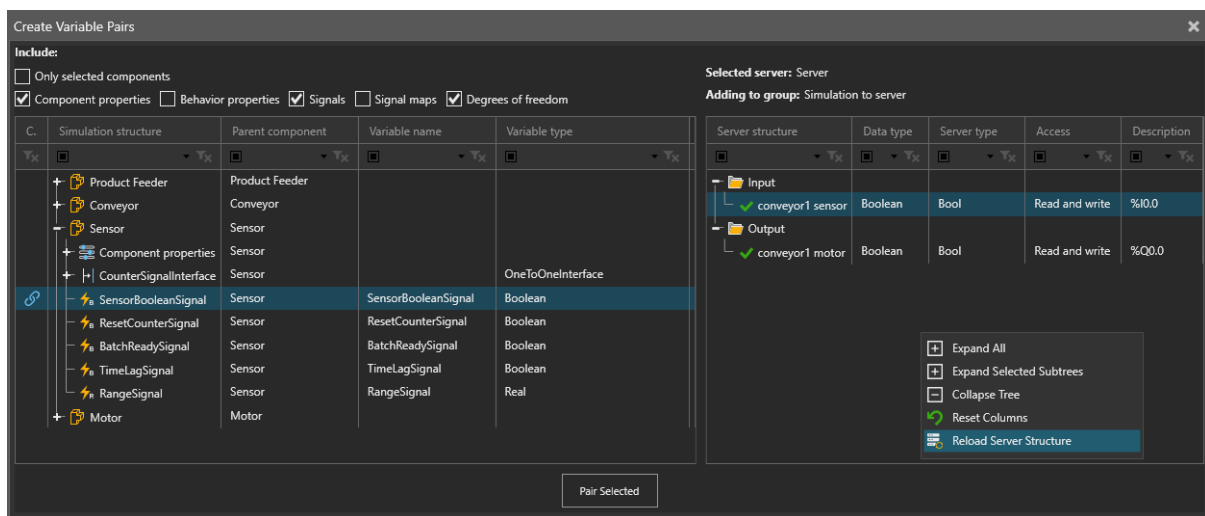 Create Variable Pairs
Include:
Only selected components
Component properties Behavior properties Signals Signal maps Degrees of freedom
Selected server: Server
Adding to group: Simulation to server
C. Simulation structure Parent component Variable name Variable type
Product Feeder Product Feeder
Conveyor Conveyor
Sensor Sensor
Component properties Sensor
CounterSignalInterface Sensor OneToOneInterface
SensorBooleanSignal Sensor SensorBooleanSignal Boolean
ResetCounterSignal Sensor ResetCounterSignal Boolean
BatchReadySignal Sensor BatchReadySignal Boolean
TimeLagSignal Sensor TimeLagSignal Boolean
RangeSignal Sensor RangeSignal Real
Motor Motor
Server structure Data type Server type Access Description
Input
conveyor1 sensor Boolean Bool Read and write %I0.0
Output
conveyor1 motor Boolean Bool Read and write %Q0.0
Expand All
Expand Selected Subtrees
Collapse Tree
Reset Columns
Reload Server Structure
Pair Selected